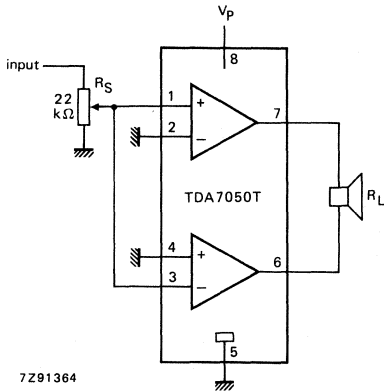 V_P
8
input
R_S
22
kΩ
1
+
2
−
7
TDA7050T
R_L
4
+
3
−
6
5
7Z91364